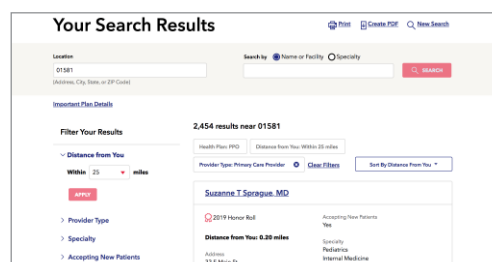 Your Search Results
Print Create PDF New Search
Location
Search by Name or Facility Specialty
01581
SEARCH
(Address, City, State, or ZIP Code)
Important Plan Details
Filter Your Results
2,454 results near 01581
Health Plan: PPO Distance from You: Within 25 miles
Provider Type: Primary Care Provider Clear Filters Sort By Distance From You
Distance from You
Within 25 miles
APPLY
Provider Type
Specialty
Accepting New Patients
Suzanne T Sprague, MD
2019 Honor Roll
Distance from You: 0.20 miles
Address
33 E Main St
Accepting New Patients
Yes
Specialty
Pediatrics
Internal Medicine